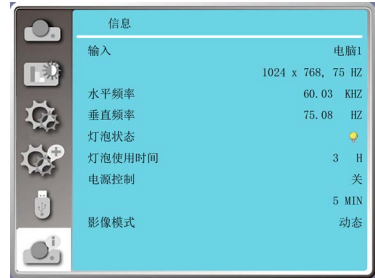 信息
输入 电脑1
1024 x 768, 75 HZ
水平频率 60.03 KHZ
垂直频率 75.08 HZ
灯泡状态
灯泡使用时间 3 H
电源控制 关
5 MIN
影像模式 动态